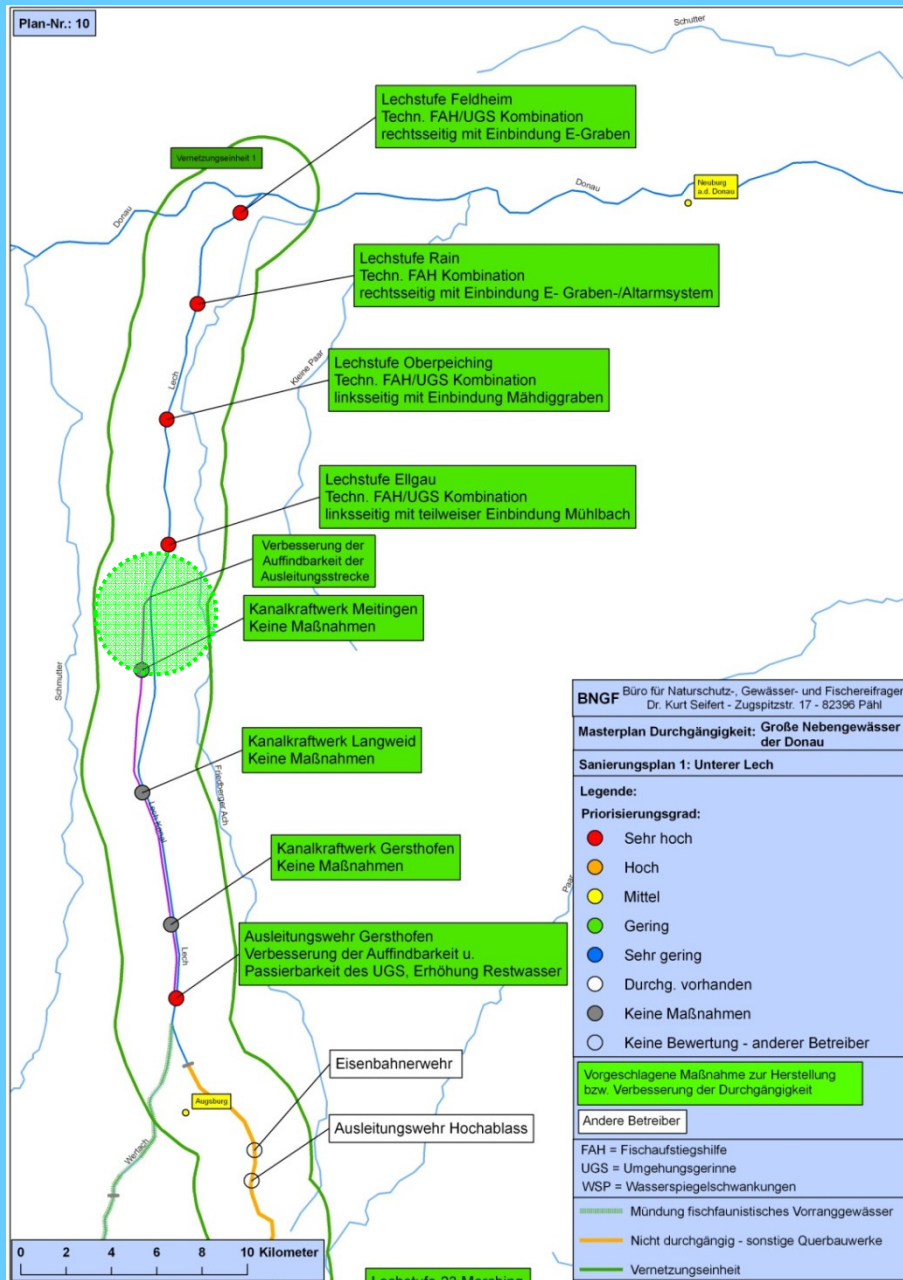 Plan-Nr.: 10
Schutter
Lechstufe Feldheim
Techn. FAH/UGS Kombination
rechtsseitig mit Einbindung E-Graben
Vernetzungseinheit 1
Donau
Donau
Neuburg
a.d. Donau
Lechstufe Rain
Techn. FAH Kombination
rechtsseitig mit Einbindung E- Graben-/Altarmsystem
Lech
Kleine Paar
Lechstufe Oberpeiching
Techn. FAH/UGS Kombination
linksseitig mit Einbindung Mähdiggraben
Lechstufe Ellgau
Techn. FAH/UGS Kombination
linksseitig mit teilweiser Einbindung Mühlbach
Verbesserung der
Auffindbarkeit der
Ausleitungsstrecke
Kanalkraftwerk Meitingen
Keine Maßnahmen
Schmutter
Kanalkraftwerk Langweid
Keine Maßnahmen
Friedberger Ach
Lech Kanal
Kanalkraftwerk Gersthofen
Keine Maßnahmen
Paar
Lech
Ausleitungswehr Gersthofen
Verbesserung der Auffindbarkeit u.
Passierbarkeit des UGS, Erhöhung Restwasser
Eisenbahnerwehr
Augsburg
Ausleitungswehr Hochablass
Wertach
0 2 4 6 8 10 Kilometer
BNGF Büro für Naturschutz-, Gewässer- und Fischereifragen
Dr. Kurt Seifert - Zugspitzstr. 17 - 82396 Pähl
Masterplan Durchgängigkeit: Große Nebengewässer
der Donau
Sanierungsplan 1: Unterer Lech
Legende:
Priorisierungsgrad:
Sehr hoch
Hoch
Mittel
Gering
Sehr gering
Durchg. vorhanden
Keine Maßnahmen
Keine Bewertung - anderer Betreiber
Vorgeschlagene Maßnahme zur Herstellung
bzw. Verbesserung der Durchgängigkeit
Andere Betreiber
FAH = Fischaufstiegshilfe
UGS = Umgehungsgerinne
WSP = Wasserspiegelschwankungen
Mündung fischfaunistisches Vorranggewässer
Nicht durchgängig - sonstige Querbauwerke
Vernetzungseinheit